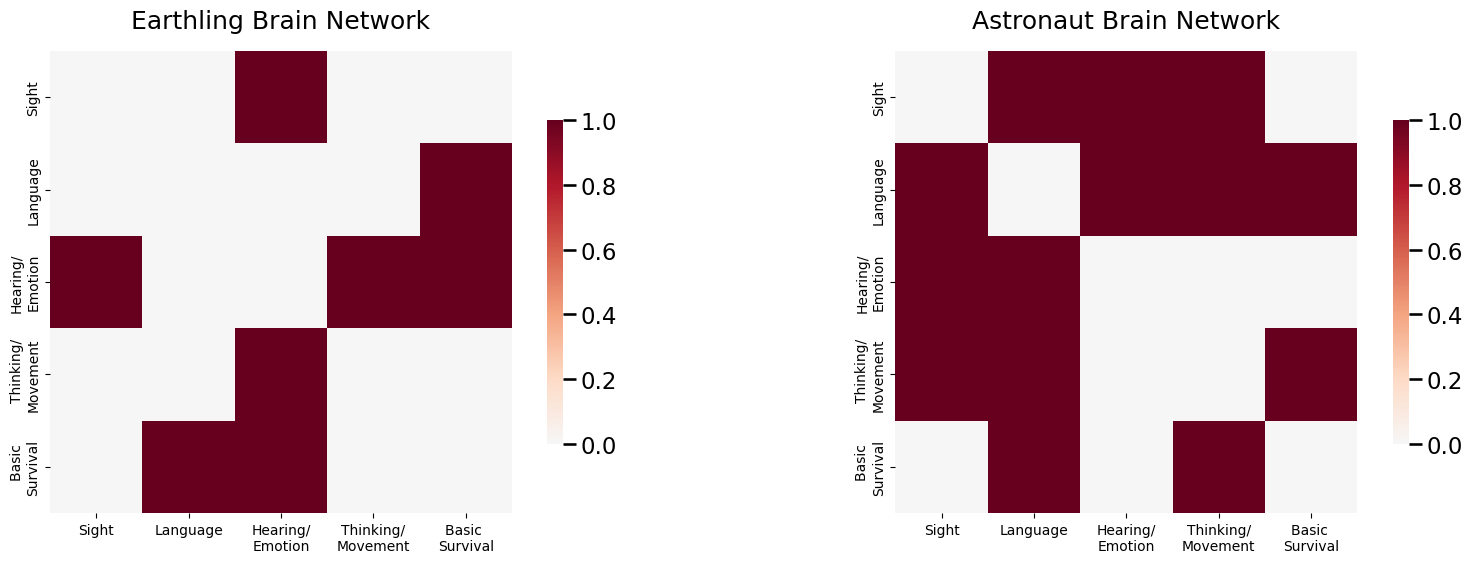 Earthling Brain Network
Sight
Language
Hearing/
Emotion
Thinking/
Movement
Basic
Survival
Sight
Language
Hearing/
Emotion
Thinking/
Movement
Basic
Survival
1.0
0.8
0.6
0.4
0.2
0.0
Astronaut Brain Network
Sight
Language
Hearing/
Emotion
Thinking/
Movement
Basic
Survival
Sight
Language
Hearing/
Emotion
Thinking/
Movement
Basic
Survival
1.0
0.8
0.6
0.4
0.2
0.0